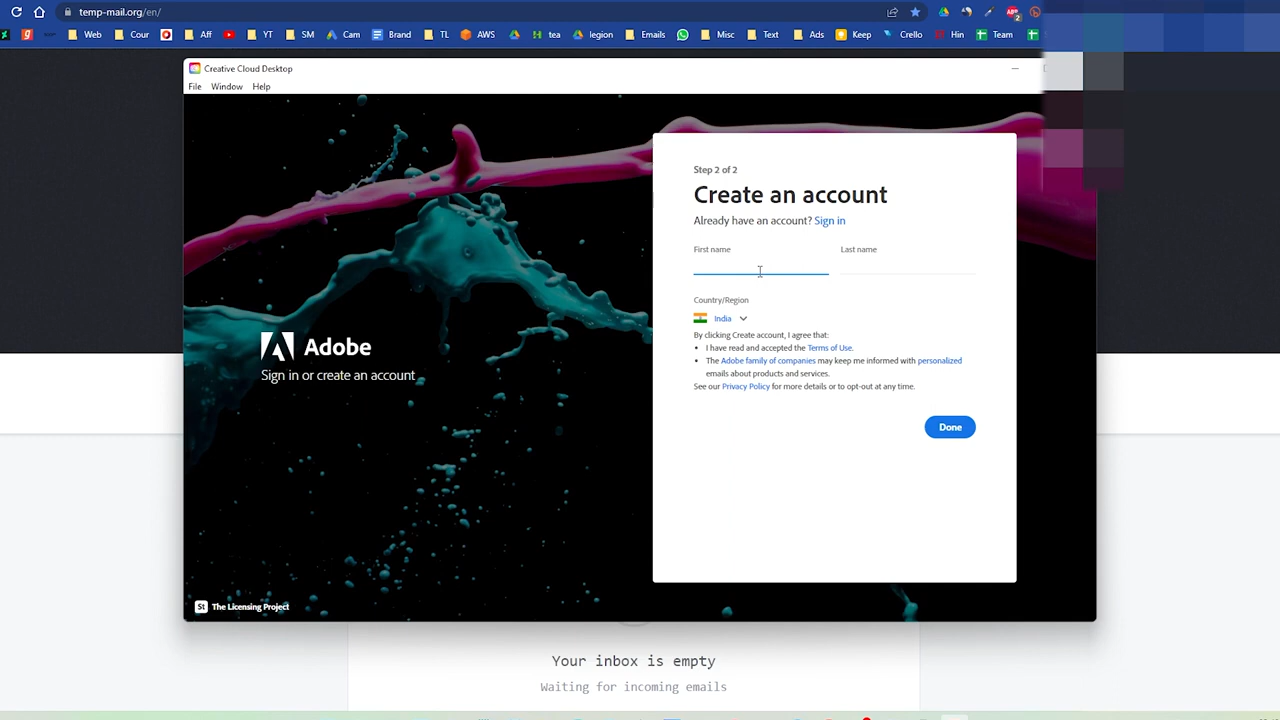 temp-mail.org/en/
Web Cour Aff YT SM Cam Brand TL AWS H tea legion Emails Misc Text Ads Keep Crello Hin Team
Creative Cloud Desktop
File Window Help
Step 2 of 2
Create an account
Already have an account? Sign in
First name Last name
Country/Region
India
By clicking Create account, I agree that:
• I have read and accepted the Terms of Use.
• The Adobe family of companies may keep me informed with personalized
emails about products and services.
See our Privacy Policy for more details or to opt-out at any time.
Done
Adobe
Sign in or create an account
St The Licensing Project
Your inbox is empty
Waiting for incoming emails